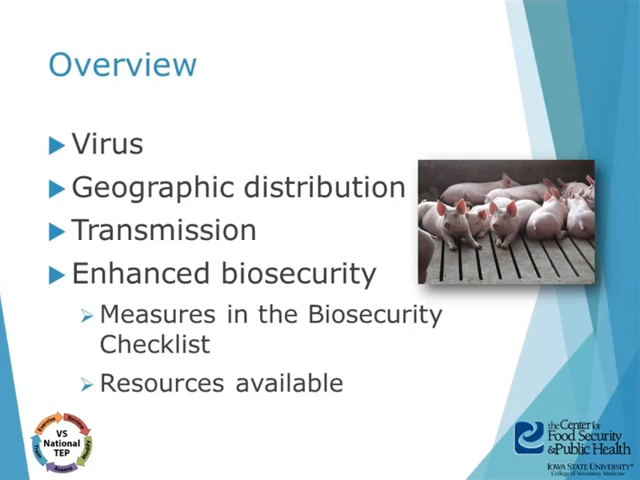 Overview
Virus
Geographic distribution
Transmission
Enhanced biosecurity
Measures in the Biosecurity
Checklist
Resources available
VS
National
TEP
Exercise
the Center for
Food Security
& Public Health
IOWA STATE UNIVERSITY®
College of Veterinary Medicine